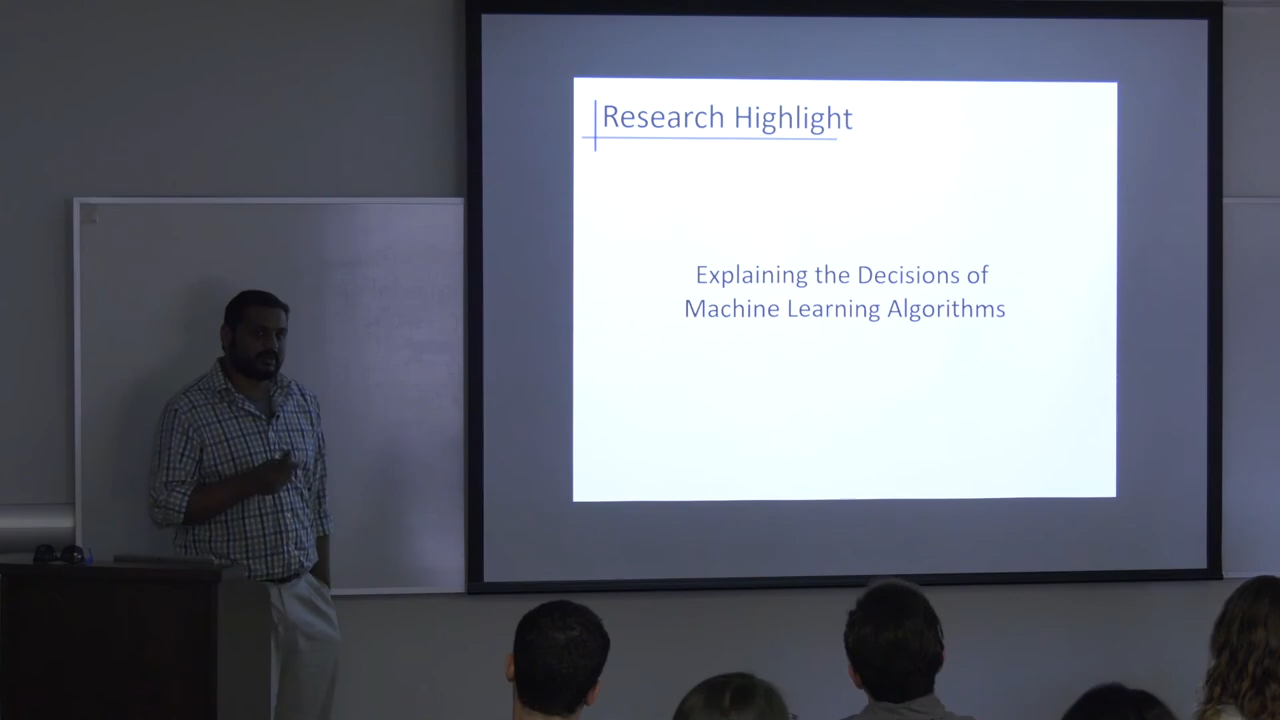 Research Highlight
Explaining the Decisions of
Machine Learning Algorithms